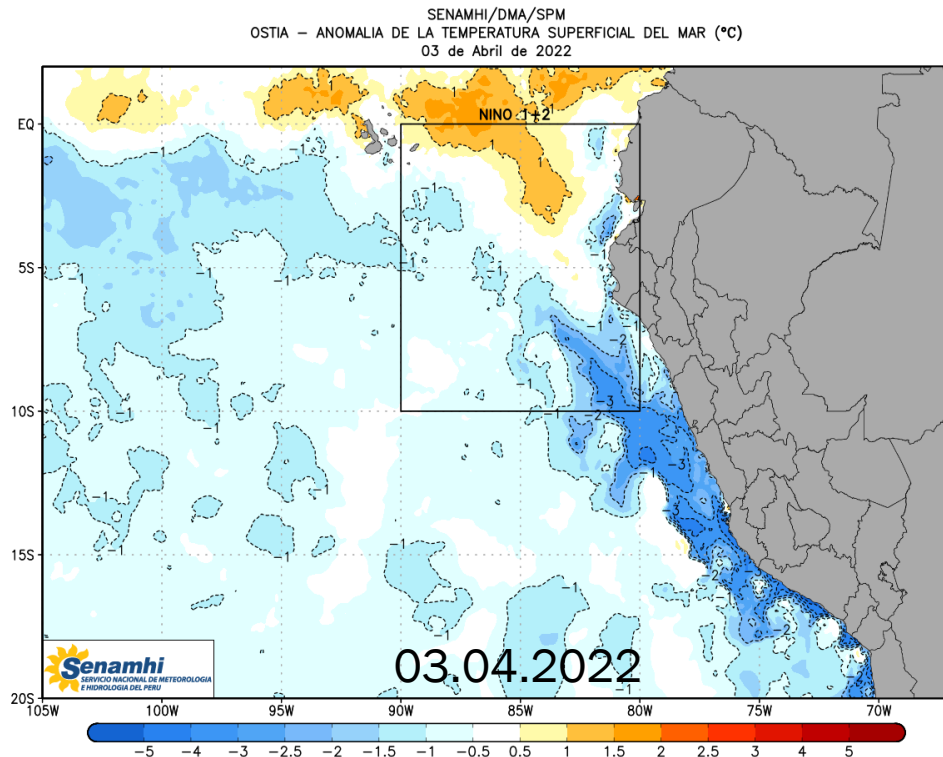 SENAMHI/DMA/SPM
OSTIA – ANOMALIA DE LA TEMPERATURA SUPERFICIAL DEL MAR (°C)
03 de Abril de 2022
NINO 1+2
EQ
5S
10S
15S
20S
Senamhi
SERVICIO NACIONAL DE METEOROLOGIA
E HIDROLOGIA DEL PERU
03.04.2022
105W 100W 95W 90W 85W 80W 75W 70W
-5 -4 -3 -2.5 -2 -1.5 -1 -0.5 0.5 1 1.5 2 2.5 3 4 5